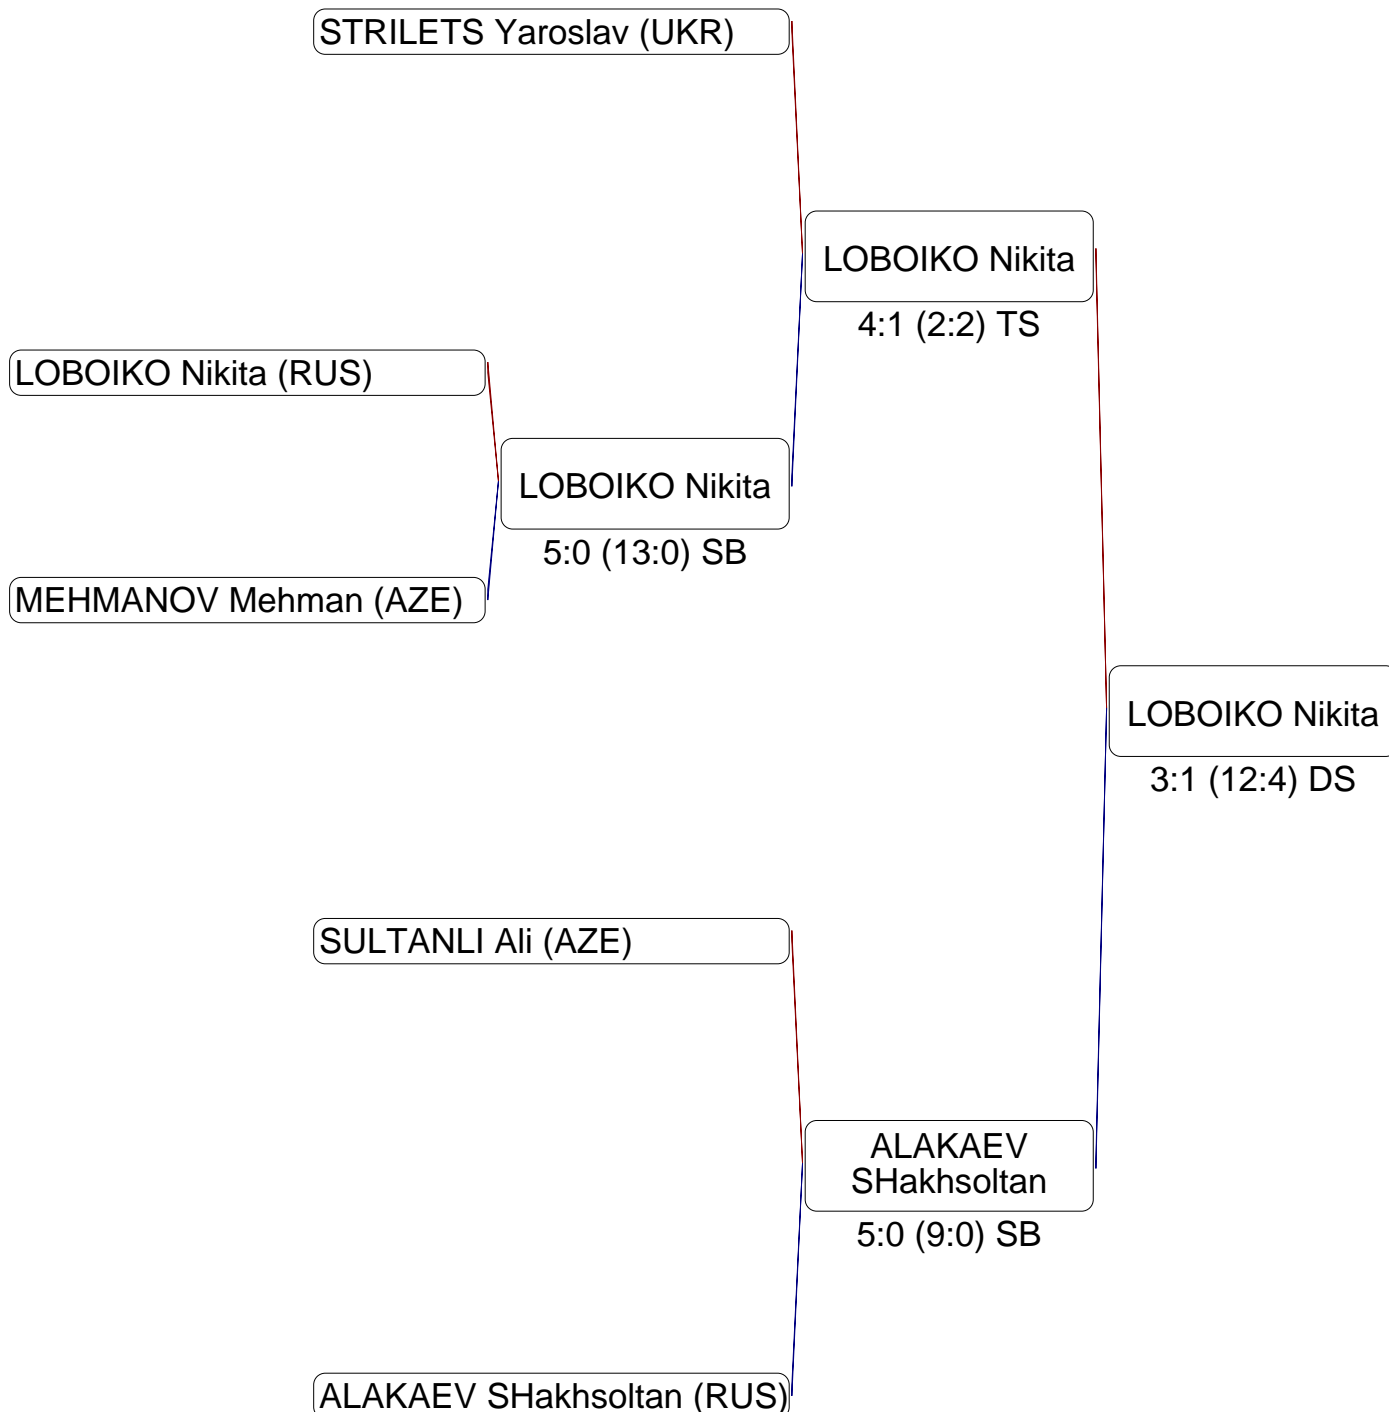 STRILETS Yaroslav (UKR)
LOBOIKO Nikita
4:1 (2:2) TS
LOBOIKO Nikita (RUS)
LOBOIKO Nikita
5:0 (13:0) SB
MEHMANOV Mehman (AZE)
LOBOIKO Nikita
3:1 (12:4) DS
SULTANLI Ali (AZE)
ALAKAEV
SHakhsoltan
5:0 (9:0) SB
ALAKAEV SHakhsoltan (RUS)